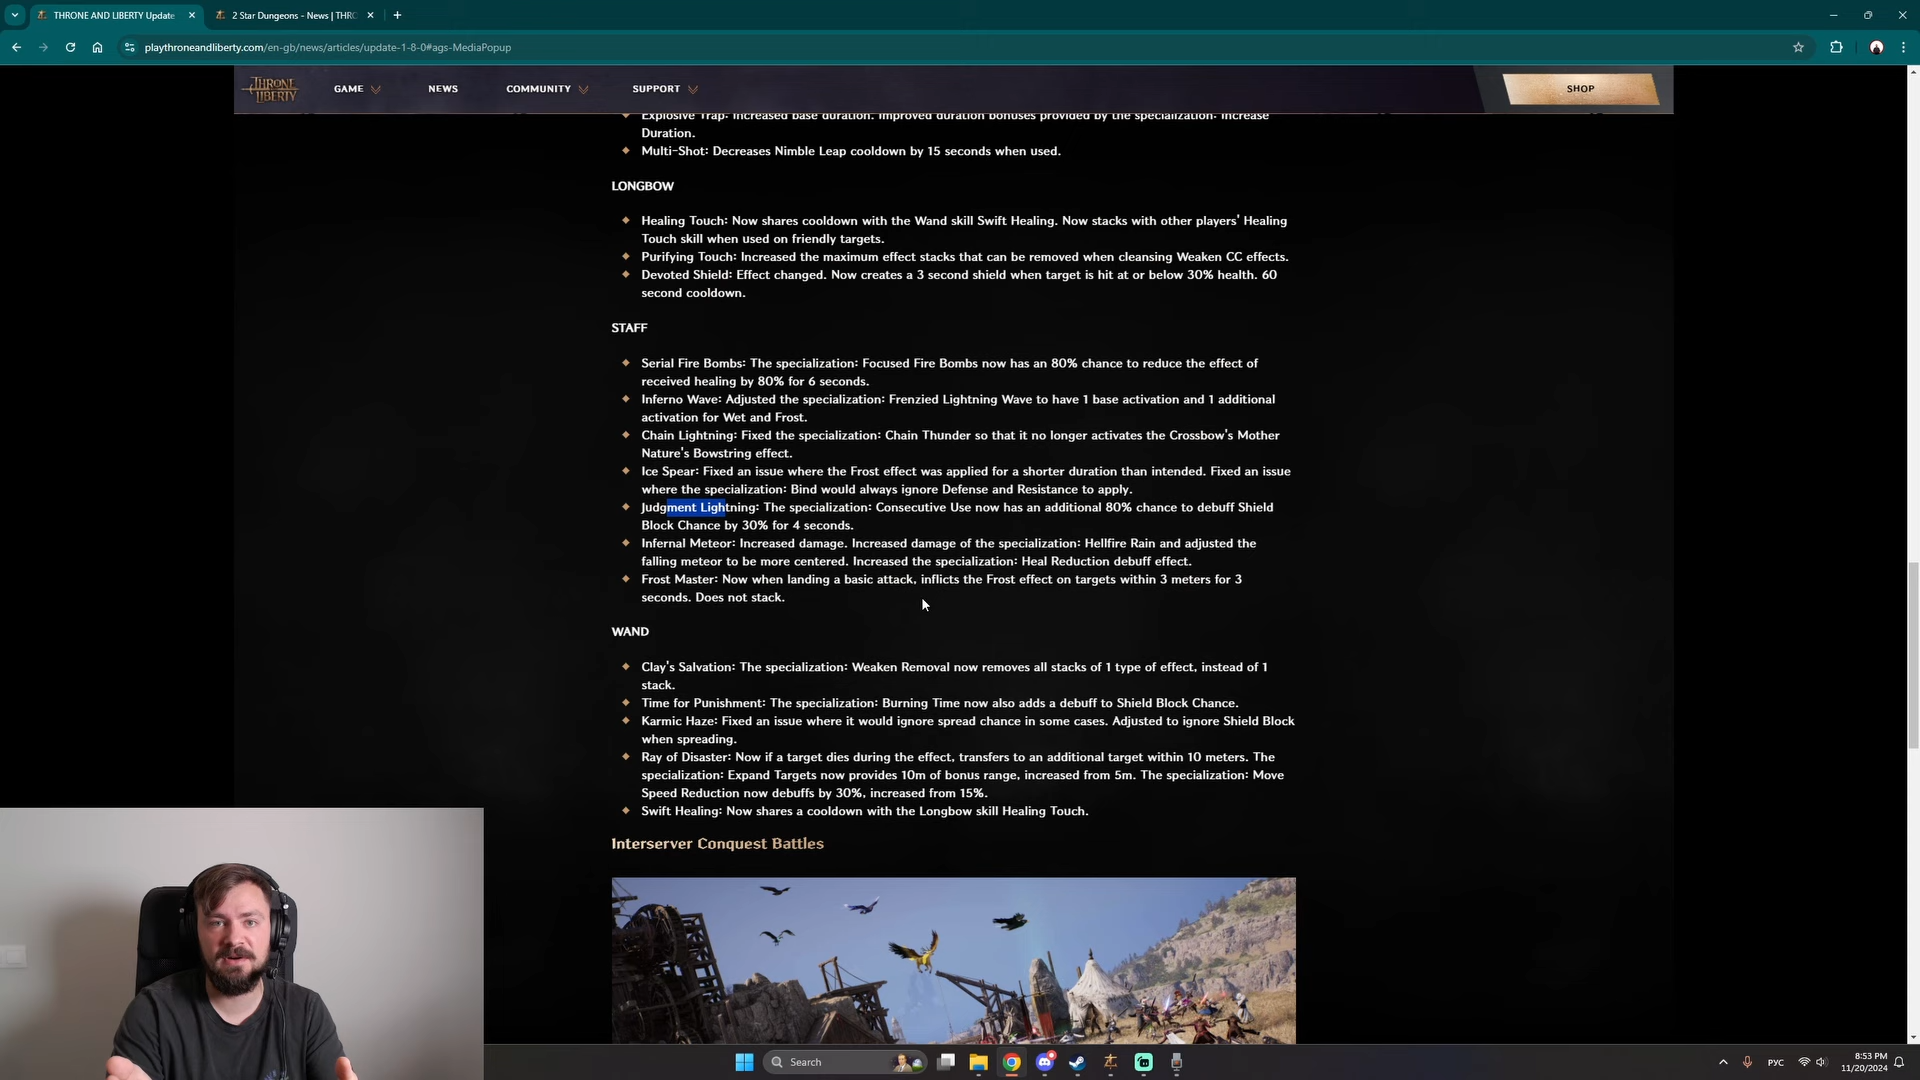 THRONE AND LIBERTY Update
2 Star Dungeons - News | THRO
playthroneandliberty.com/en-gb/news/articles/update-1-8-0#ags-MediaPopup
THRONE
LIBERTY
GAME
NEWS
COMMUNITY
SUPPORT
SHOP
Explosive Trap: Increased base duration. Improved duration bonuses provided by the specialization: Increase
Duration.
Multi-Shot: Decreases Nimble Leap cooldown by 15 seconds when used.
LONGBOW
Healing Touch: Now shares cooldown with the Wand skill Swift Healing. Now stacks with other players' Healing
Touch skill when used on friendly targets.
Purifying Touch: Increased the maximum effect stacks that can be removed when cleansing Weaken CC effects.
Devoted Shield: Effect changed. Now creates a 3 second shield when target is hit at or below 30% health. 60
second cooldown.
STAFF
Serial Fire Bombs: The specialization: Focused Fire Bombs now has an 80% chance to reduce the effect of
received healing by 80% for 6 seconds.
Inferno Wave: Adjusted the specialization: Frenzied Lightning Wave to have 1 base activation and 1 additional
activation for Wet and Frost.
Chain Lightning: Fixed the specialization: Chain Thunder so that it no longer activates the Crossbow's Mother
Nature's Bowstring effect.
Ice Spear: Fixed an issue where the Frost effect was applied for a shorter duration than intended. Fixed an issue
where the specialization: Bind would always ignore Defense and Resistance to apply.
Judgment Lightning: The specialization: Consecutive Use now has an additional 80% chance to debuff Shield
Block Chance by 30% for 4 seconds.
Infernal Meteor: Increased damage. Increased damage of the specialization: Hellfire Rain and adjusted the
falling meteor to be more centered. Increased the specialization: Heal Reduction debuff effect.
Frost Master: Now when landing a basic attack, inflicts the Frost effect on targets within 3 meters for 3
seconds. Does not stack.
WAND
Clay's Salvation: The specialization: Weaken Removal now removes all stacks of 1 type of effect, instead of 1
stack.
Time for Punishment: The specialization: Burning Time now also adds a debuff to Shield Block Chance.
Karmic Haze: Fixed an issue where it would ignore spread chance in some cases. Adjusted to ignore Shield Block
when spreading.
Ray of Disaster: Now if a target dies during the effect, transfers to an additional target within 10 meters. The
specialization: Expand Targets now provides 10m of bonus range, increased from 5m. The specialization: Move
Speed Reduction now debuffs by 30%, increased from 15%.
Swift Healing: Now shares a cooldown with the Longbow skill Healing Touch.
Interserver Conquest Battles
Search
РУС
8:53 PM
11/20/2024